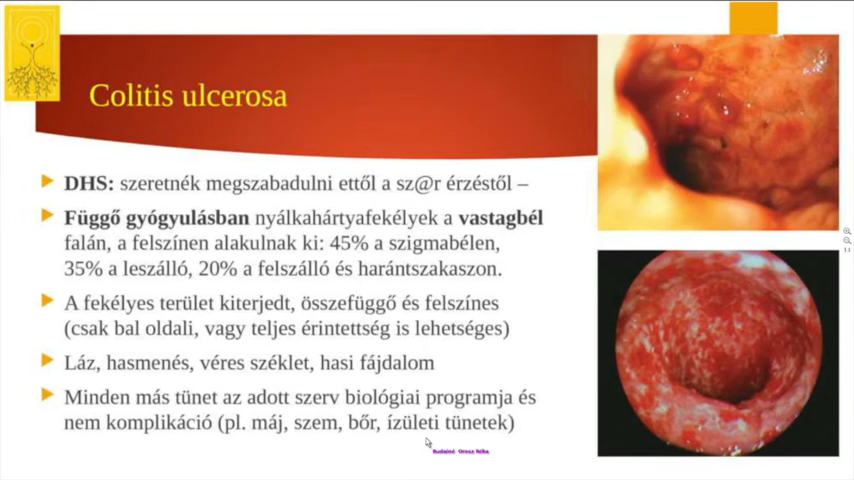 Colitis ulcerosa
DHS: szeretnék megszabadulni ettől a sz@r érzéstől –
Függő gyógyulásban nyálkahártyafekélyek a vastagbél
falán, a felszínen alakulnak ki: 45% a szigmabélen,
35% a leszálló, 20% a felszálló és harántszakaszon.
A fekélyes terület kiterjedt, összefüggő és felszínes
(csak bal oldali, vagy teljes érintettség is lehetséges)
Láz, hasmenés, véres széklet, hasi fájdalom
Minden más tünet az adott szerv biológiai programja és
nem komplikáció (pl. máj, szem, bőr, ízületi tünetek)
Budainé Orosz Réka